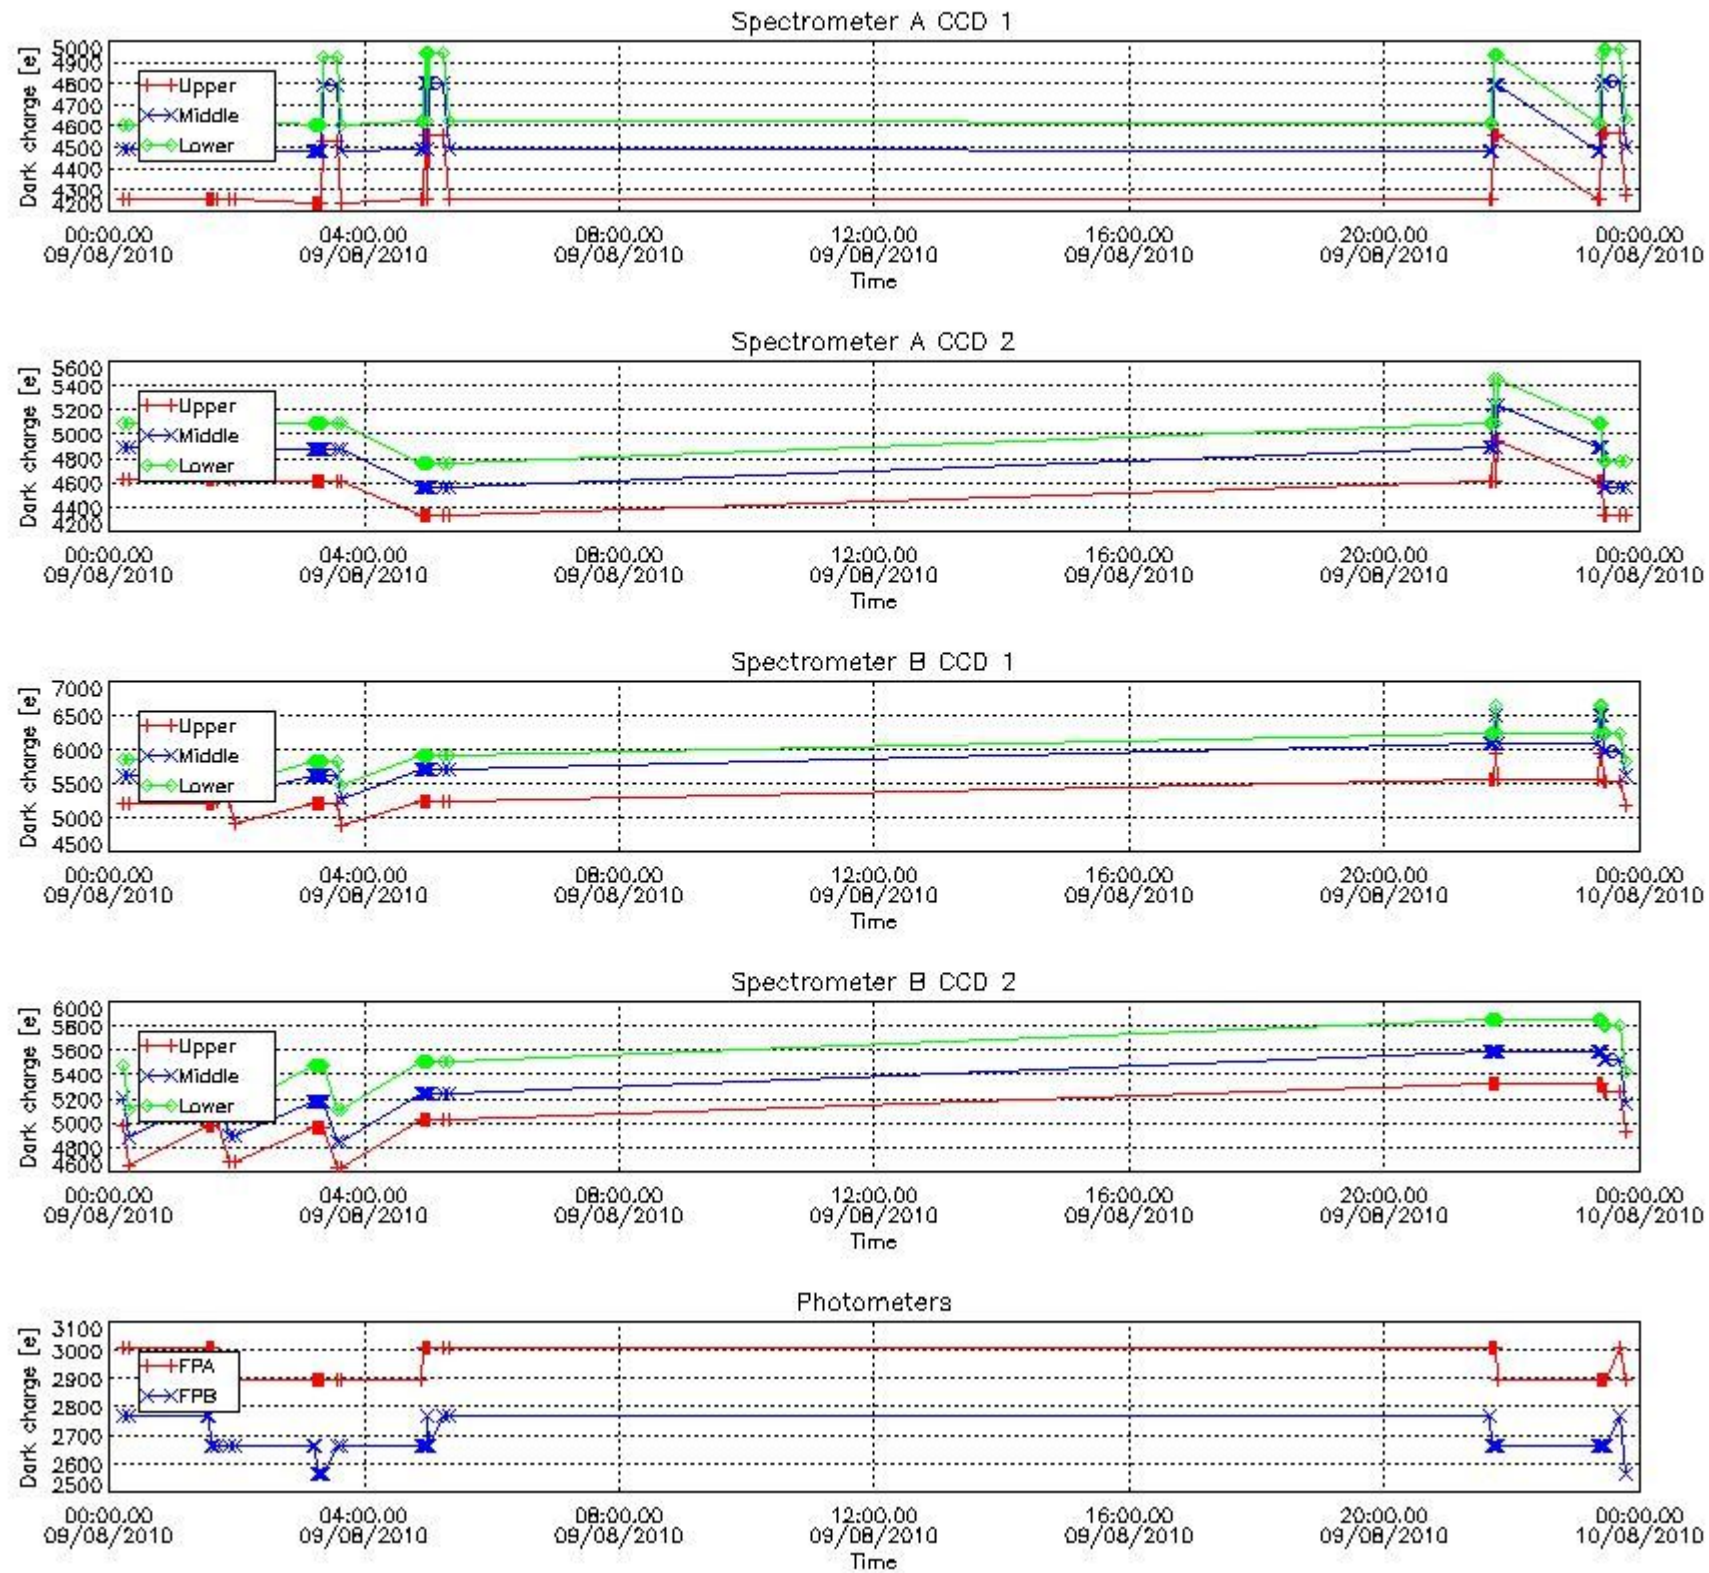 Spectrometer A CCD 1
Dark charge [e]
5000
4900
4800
4700
4600
4500
4400
4300
4200
Upper
Middle
Lower
00:00.00 04:00.00 08:00.00 12:00.00 16:00.00 20:00.00 00:00.00
09/08/2010 09/08/2010 09/08/2010 09/08/2010 09/08/2010 09/08/2010 10/08/2010
Time
Spectrometer A CCD 2
Dark charge [e]
5600
5400
5200
5000
4800
4600
4400
4200
Upper
Middle
Lower
00:00.00 04:00.00 08:00.00 12:00.00 16:00.00 20:00.00 00:00.00
09/08/2010 09/08/2010 09/08/2010 09/08/2010 09/08/2010 09/08/2010 10/08/2010
Time
Spectrometer B CCD 1
Dark charge [e]
7000
6500
6000
5500
5000
4500
Upper
Middle
Lower
00:00.00 04:00.00 08:00.00 12:00.00 16:00.00 20:00.00 00:00.00
09/08/2010 09/08/2010 09/08/2010 09/08/2010 09/08/2010 09/08/2010 10/08/2010
Time
Spectrometer B CCD 2
Dark charge [e]
6000
5800
5600
5400
5200
5000
4800
4600
Upper
Middle
Lower
00:00.00 04:00.00 08:00.00 12:00.00 16:00.00 20:00.00 00:00.00
09/08/2010 09/08/2010 09/08/2010 09/08/2010 09/08/2010 09/08/2010 10/08/2010
Time
Photometers
Dark charge [e]
3100
3000
2900
2800
2700
2600
2500
FPA
FPB
00:00.00 04:00.00 08:00.00 12:00.00 16:00.00 20:00.00 00:00.00
09/08/2010 09/08/2010 09/08/2010 09/08/2010 09/08/2010 09/08/2010 10/08/2010
Time